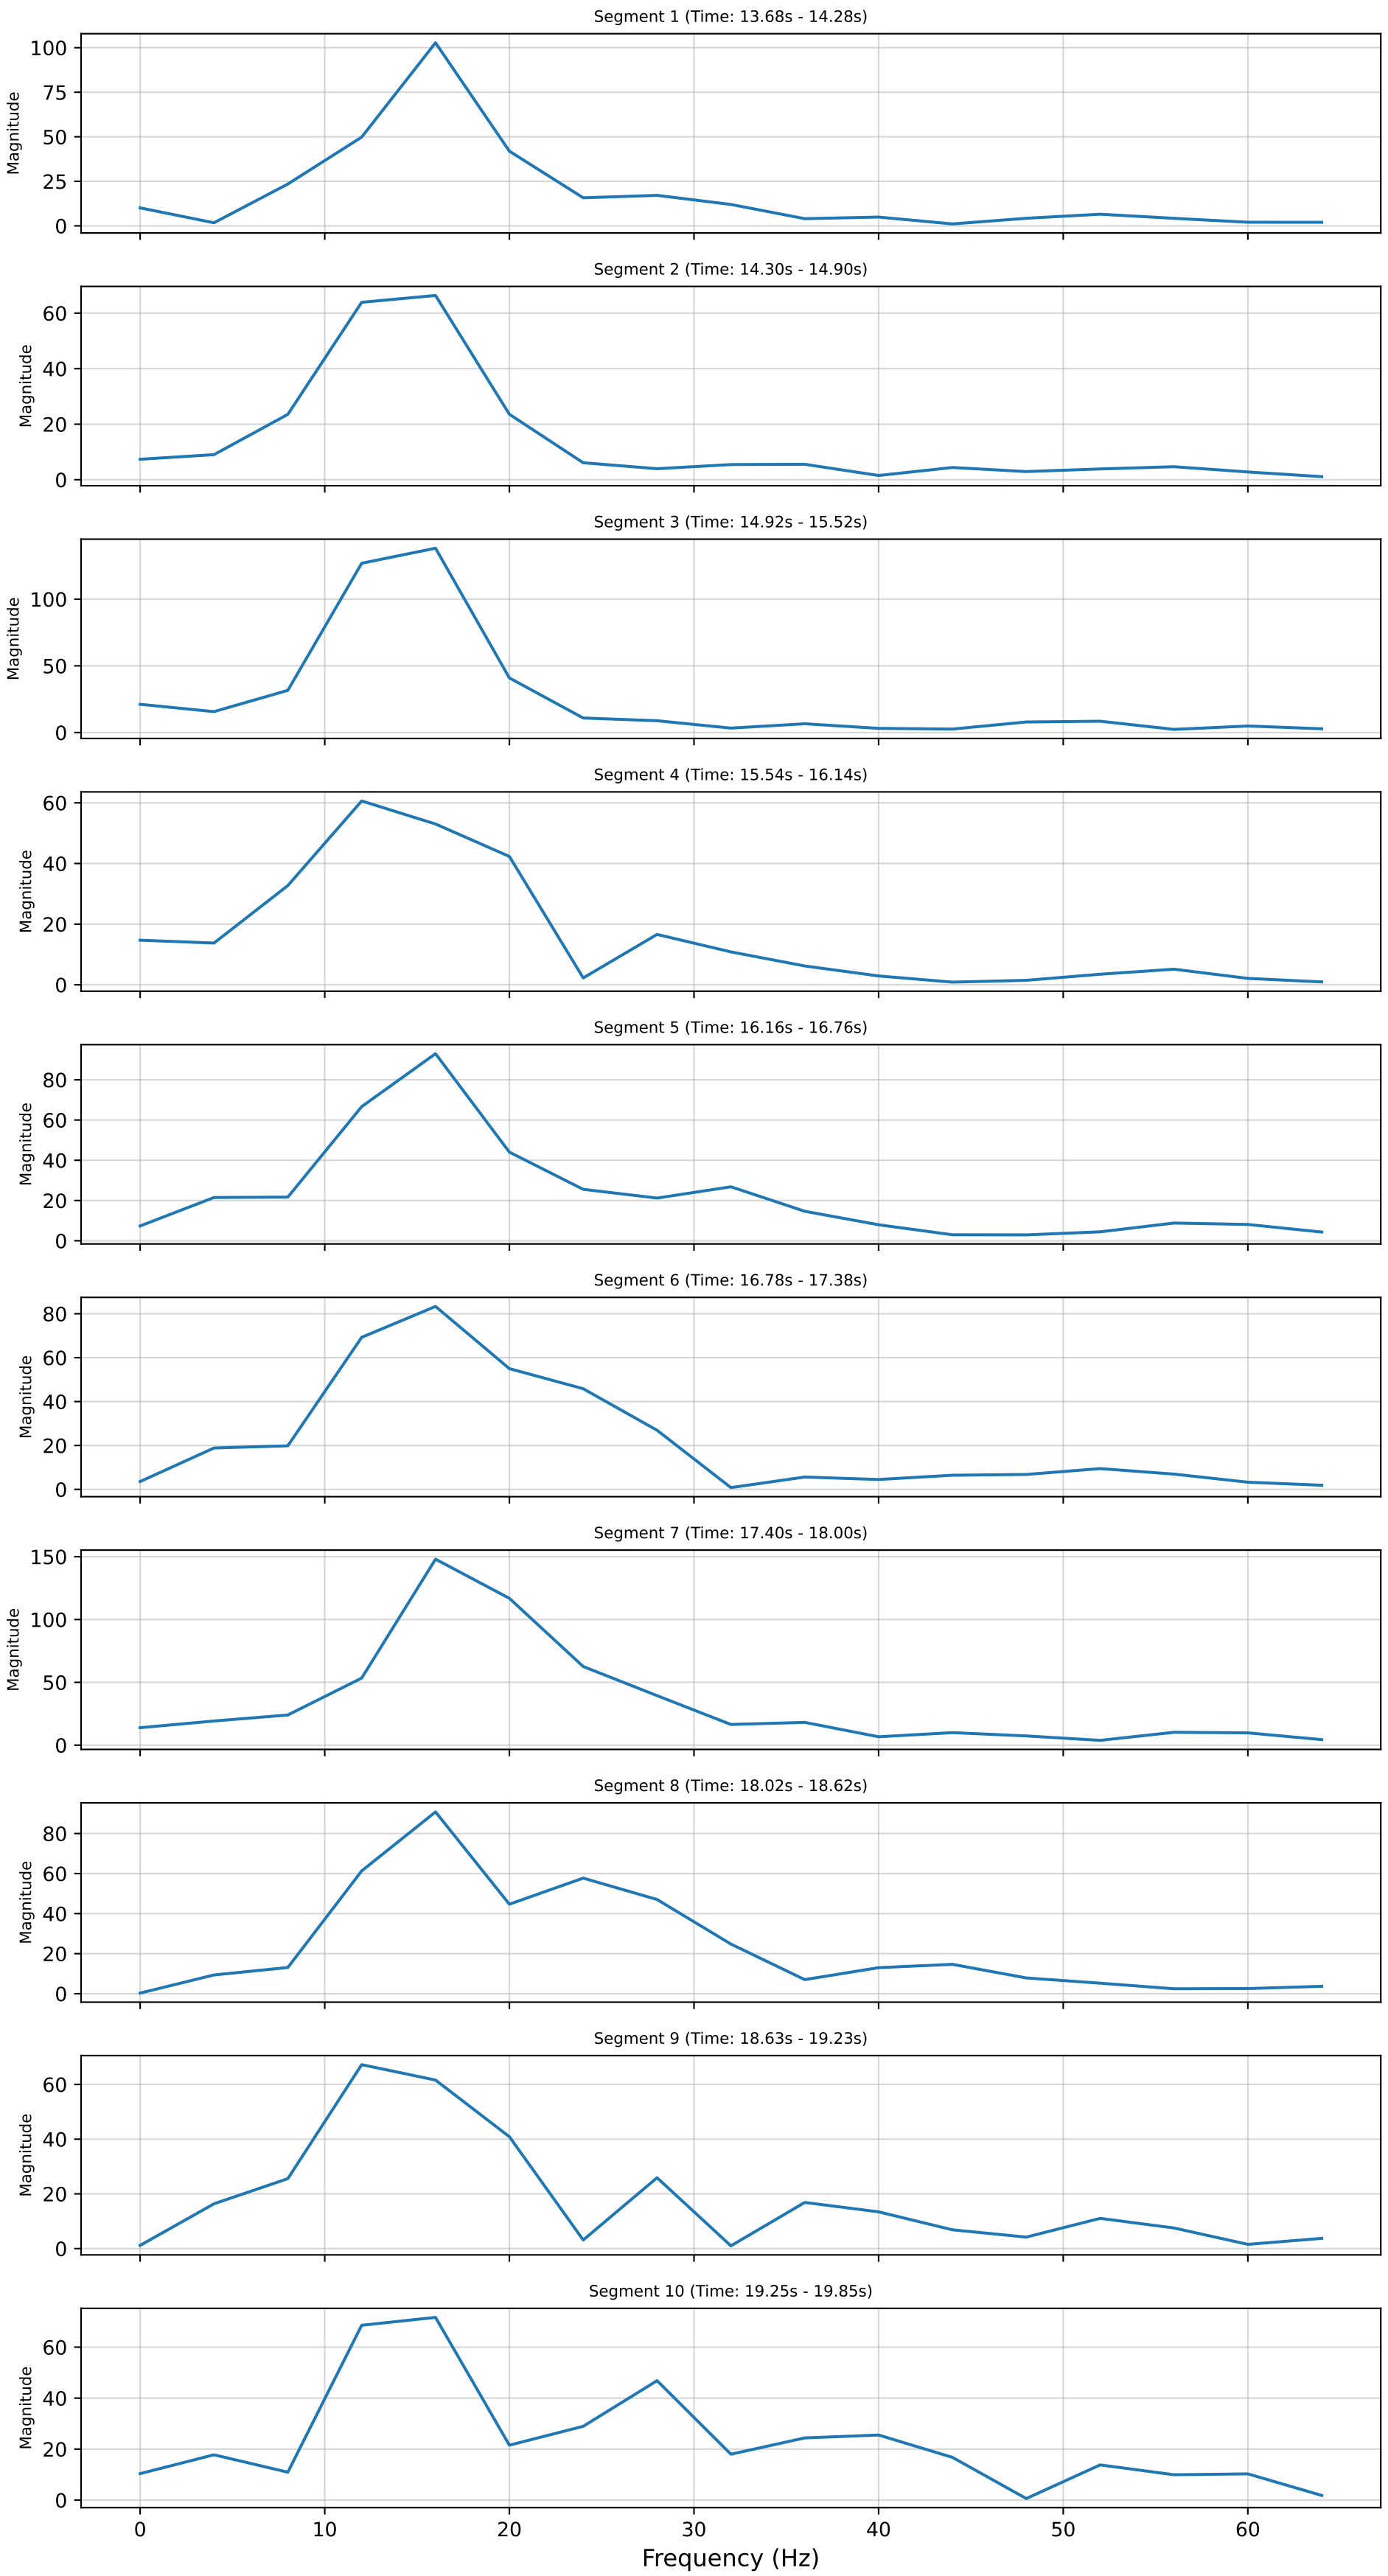 Segment 1 (Time: 13.68s - 14.28s)
Magnitude
100
75
50
25
0
Segment 2 (Time: 14.30s - 14.90s)
Magnitude
60
40
20
0
Segment 3 (Time: 14.92s - 15.52s)
Magnitude
100
50
0
Segment 4 (Time: 15.54s - 16.14s)
Magnitude
60
40
20
0
Segment 5 (Time: 16.16s - 16.76s)
Magnitude
80
60
40
20
0
Segment 6 (Time: 16.78s - 17.38s)
Magnitude
80
60
40
20
0
Segment 7 (Time: 17.40s - 18.00s)
Magnitude
150
100
50
0
Segment 8 (Time: 18.02s - 18.62s)
Magnitude
80
60
40
20
0
Segment 9 (Time: 18.63s - 19.23s)
Magnitude
60
40
20
0
Segment 10 (Time: 19.25s - 19.85s)
Magnitude
60
40
20
0
0 10 20 30 40 50 60
Frequency (Hz)